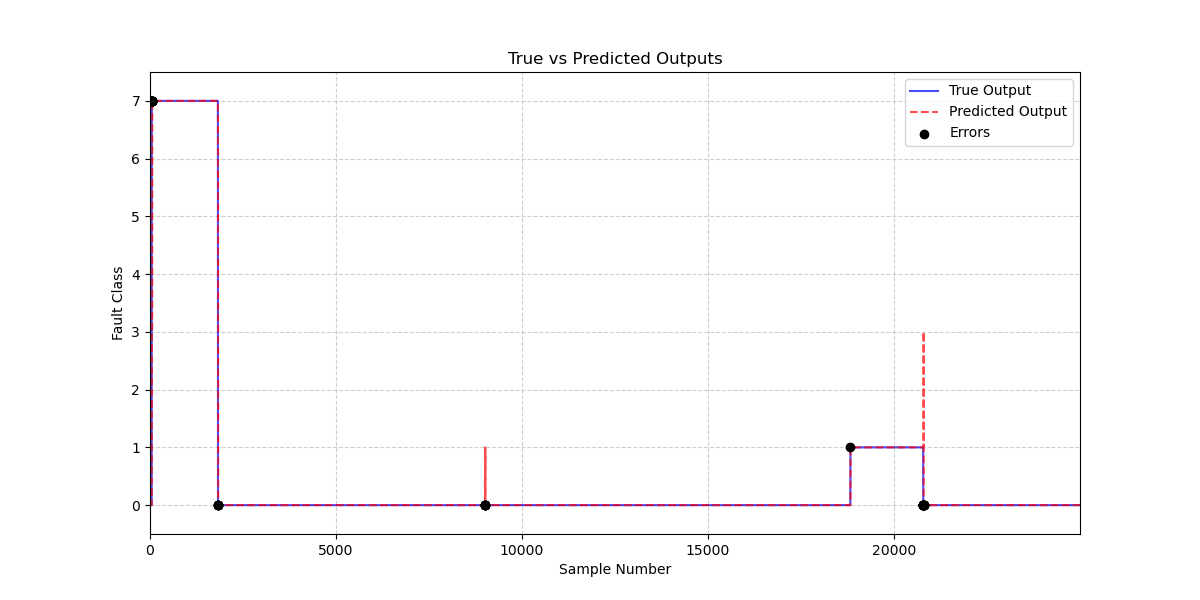 True vs Predicted Outputs
True Output
Predicted Output
Errors
Fault Class
7
6
5
4
3
2
1
0
0 5000 10000 15000 20000
Sample Number